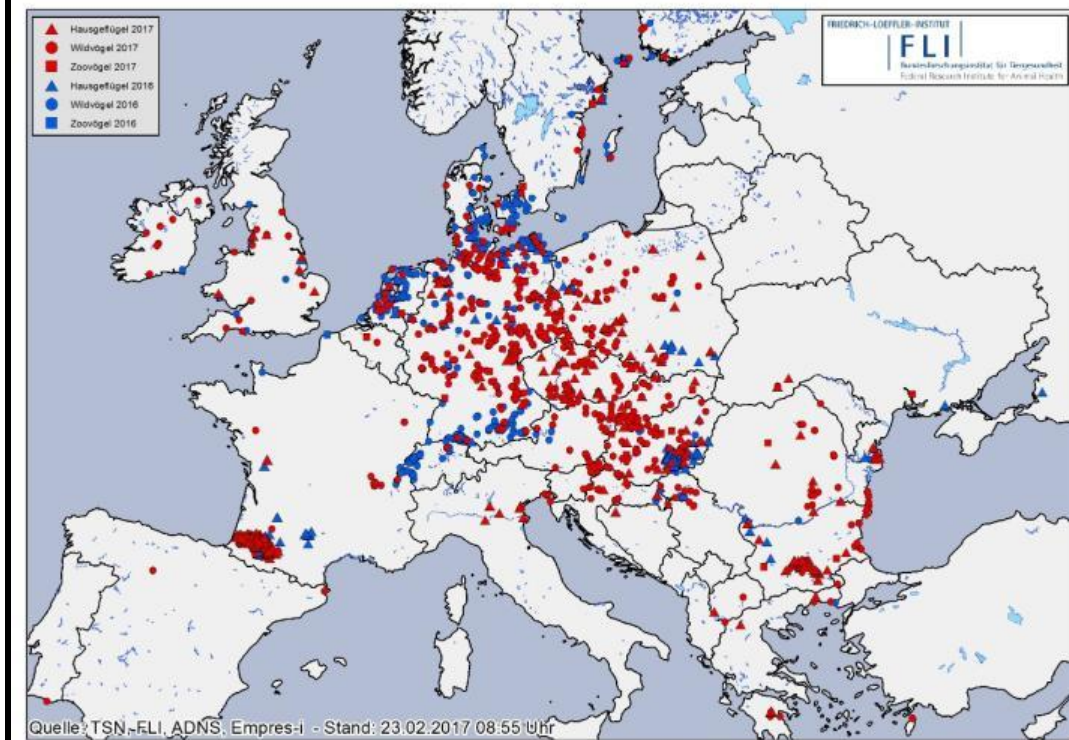 Hausgeflügel 2017
Wildvögel 2017
Zoovögel 2017
Hausgeflügel 2016
Wildvögel 2016
Zoovögel 2016
FRIEDRICH-LOEFFLER-INSTITUT
FLI
Bundesforschungsinstitut für Tiergesundheit
Federal Research Institute for Animal Health
Quelle: TSN, FLI, ADNS, Empres-i - Stand: 23.02.2017 08:55 Uhr